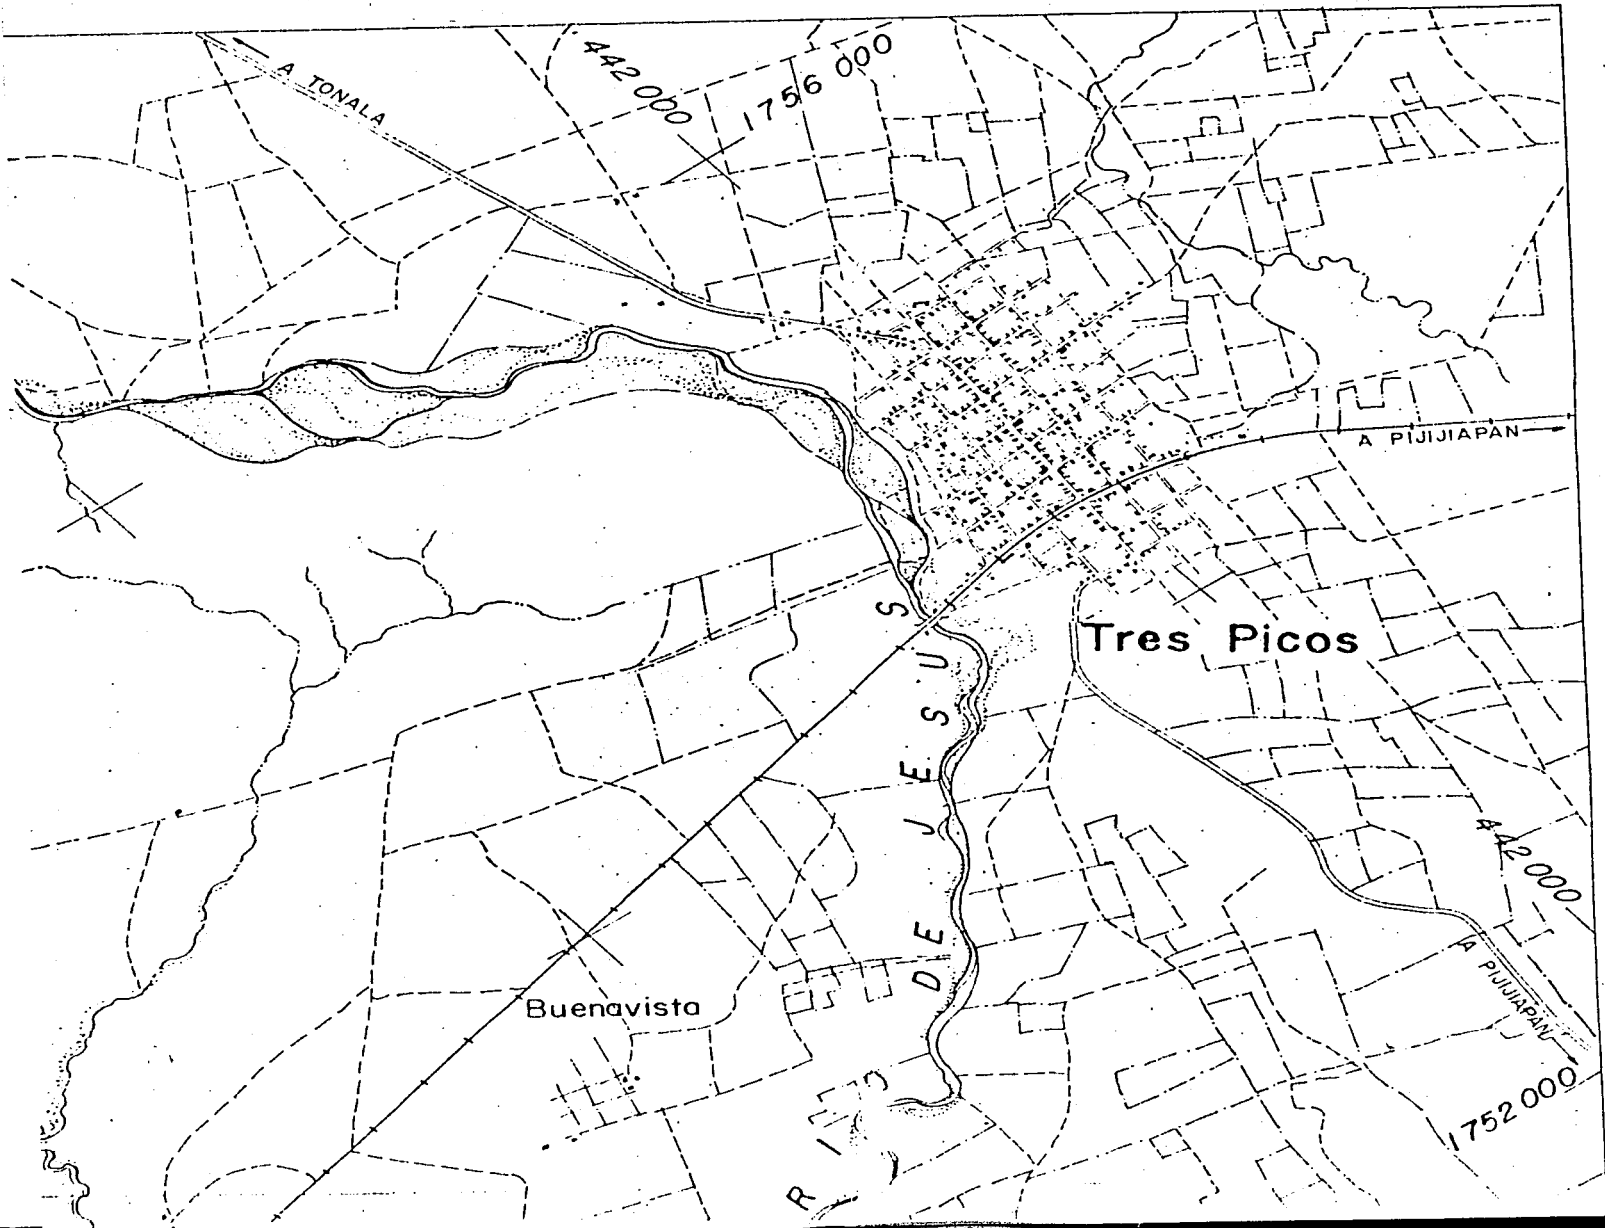 A TONALA
442 000
1756 000
A PIJIJIAPAN
Tres Picos
RIO DE JESUS
442 000
A PIJIJIAPAN
Buenavista
1752 000